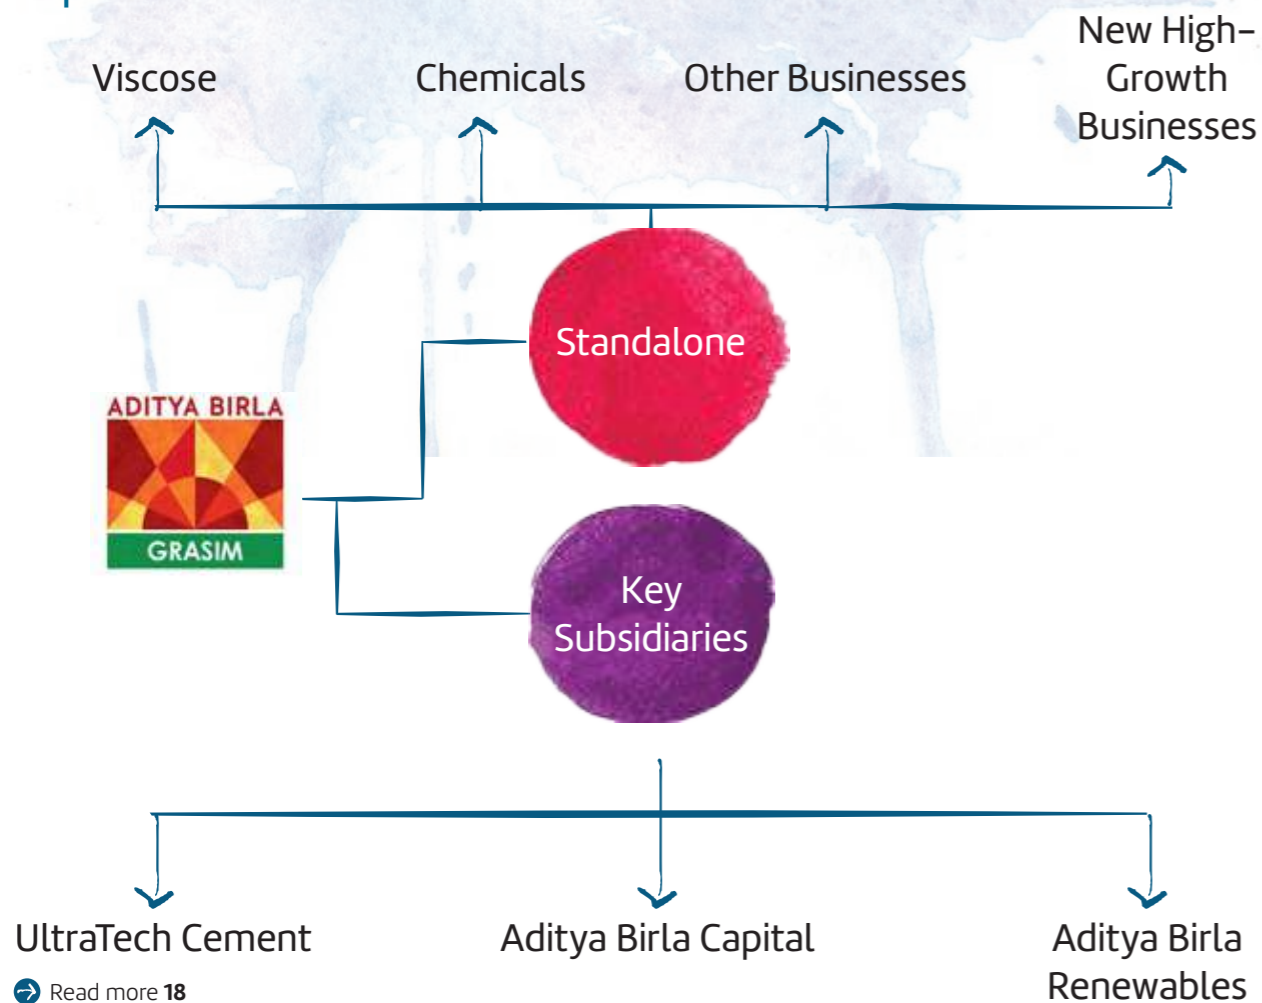 Viscose
Chemicals
Other Businesses
New High-
Growth
Businesses
Standalone
ADITYA BIRLA
GRASIM
Key
Subsidiaries
UltraTech Cement
Aditya Birla Capital
Aditya Birla
Renewables
Read more 18